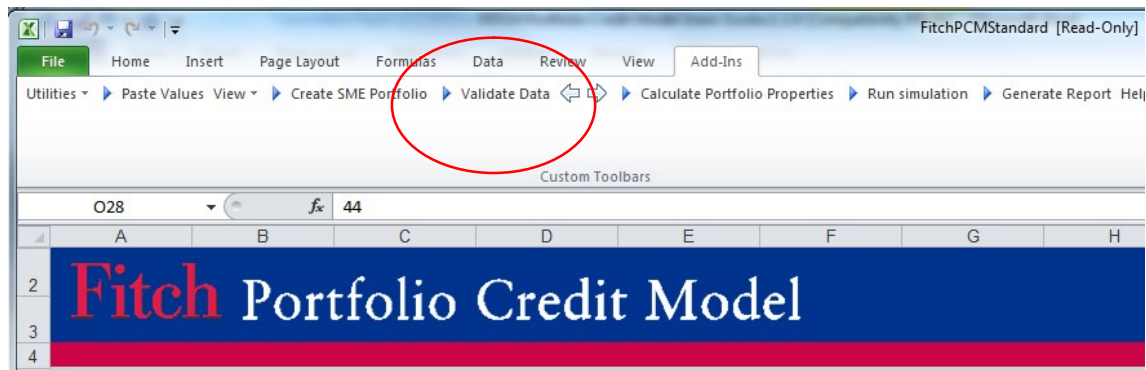 FitchPCMStandard [Read-Only]
File Home Insert Page Layout Formulas Data Review View Add-Ins
Utilities Paste Values View Create SME Portfolio Validate Data Calculate Portfolio Properties Run simulation Generate Report Hel
Custom Toolbars
O28 fx 44
A B C D E F G H
2
Fitch Portfolio Credit Model
3
4